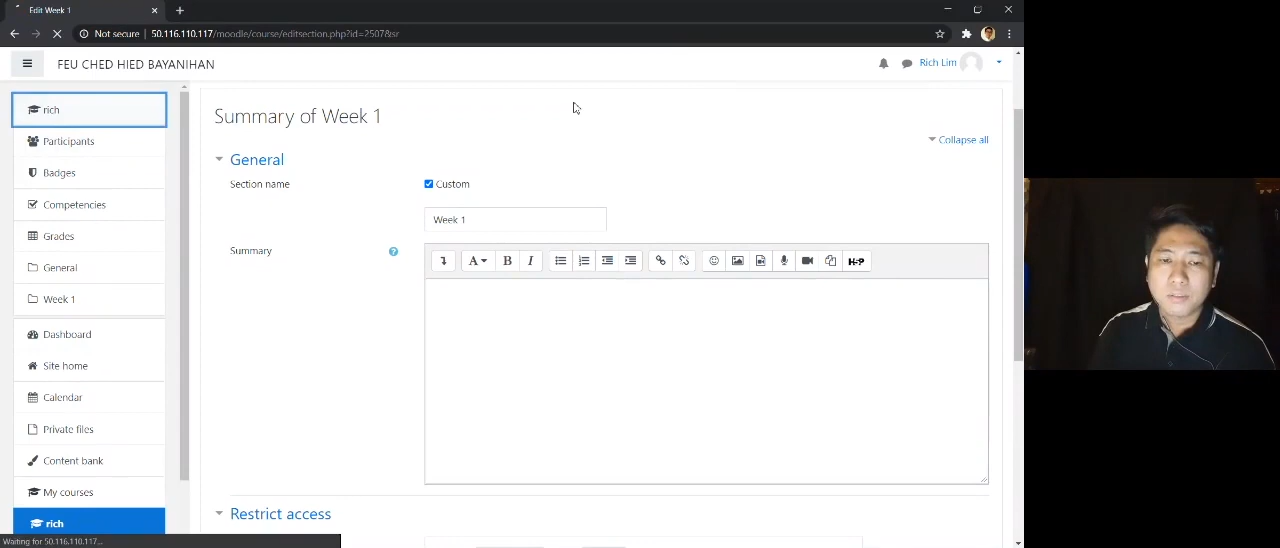 Edit Week 1
Not secure 50.116.110.117/moodle/course/editsection.php?id=2507&sr
FEU CHED HIED BAYANIHAN
Rich Lim
rich
Participants
Badges
Competencies
Grades
General
Week 1
Dashboard
Site home
Calendar
Private files
Content bank
My courses
rich
Waiting for 50.116.110.117...
Summary of Week 1
Collapse all
General
Section name
Custom
Week 1
Summary
A B I
H5P
Restrict access